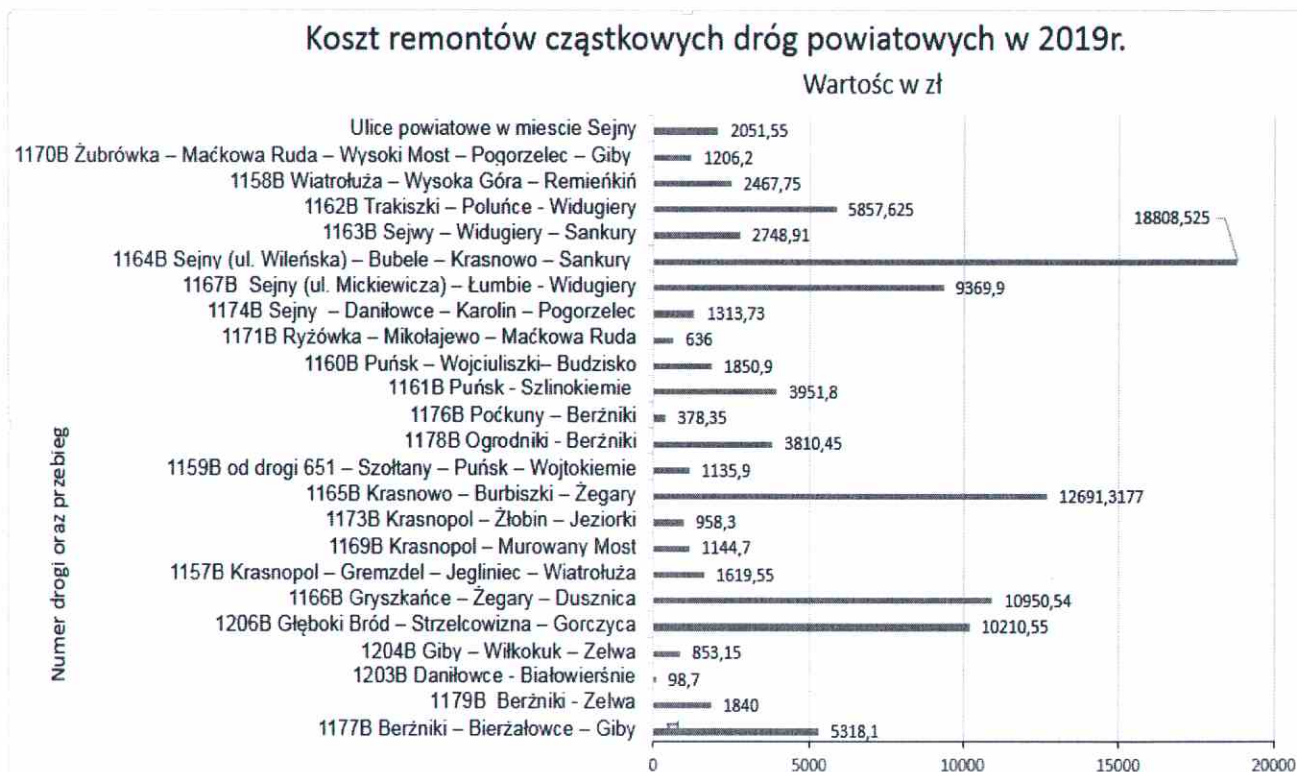 Koszt remontów cząstkowych dróg powiatowych w 2019r.
Wartośc w zł
Ulice powiatowe w mieście Sejny 2051,55
1170B Żubrówka – Maćkowa Ruda – Wysoki Most – Pogorzelec – Giby 1206,2
1158B Wiatrołuża – Wysoka Góra – Remieńkiń 2467,75
1162B Trakiszki – Poluńce - Widugiery 5857,625
1163B Sejwy – Widugiery – Sankury 2748,91
1164B Sejny (ul. Wileńska) – Bubele – Krasnowo – Sankury 18808,525
1167B Sejny (ul. Mickiewicza) – Łumbie - Widugiery 9369,9
1174B Sejny – Daniłowce – Karolin – Pogorzelec 1313,73
1171B Ryżówka – Mikołajewo – Maćkowa Ruda 636
1160B Puńsk – Wojciuliszki– Budzisko 1850,9
1161B Puńsk - Szlinokiemie 3951,8
1176B Poćkuny – Berżniki 378,35
1178B Ogrodniki - Berżniki 3810,45
1159B od drogi 651 – Szołtany – Puńsk – Wojtokiemie 1135,9
1165B Krasnowo – Burbiszki – Żegary 12691,3177
1173B Krasnopol – Żłobin – Jeziorki 958,3
1169B Krasnopol – Murowany Most 1144,7
1157B Krasnopol – Gremzdel – Jegliniec – Wiatrołuża 1619,55
1166B Gryszkańce – Żegary – Dusznica 10950,54
1206B Głęboki Bród – Strzelcowizna – Gorczyca 10210,55
1204B Giby – Wiłkokuk – Zelwa 853,15
1203B Daniłowce - Białowierśnie 98,7
1179B Berżniki - Zelwa 1840
1177B Berżniki – Bierżałowce – Giby 5318,1
Numer drogi oraz przebieg
0 5000 10000 15000 20000